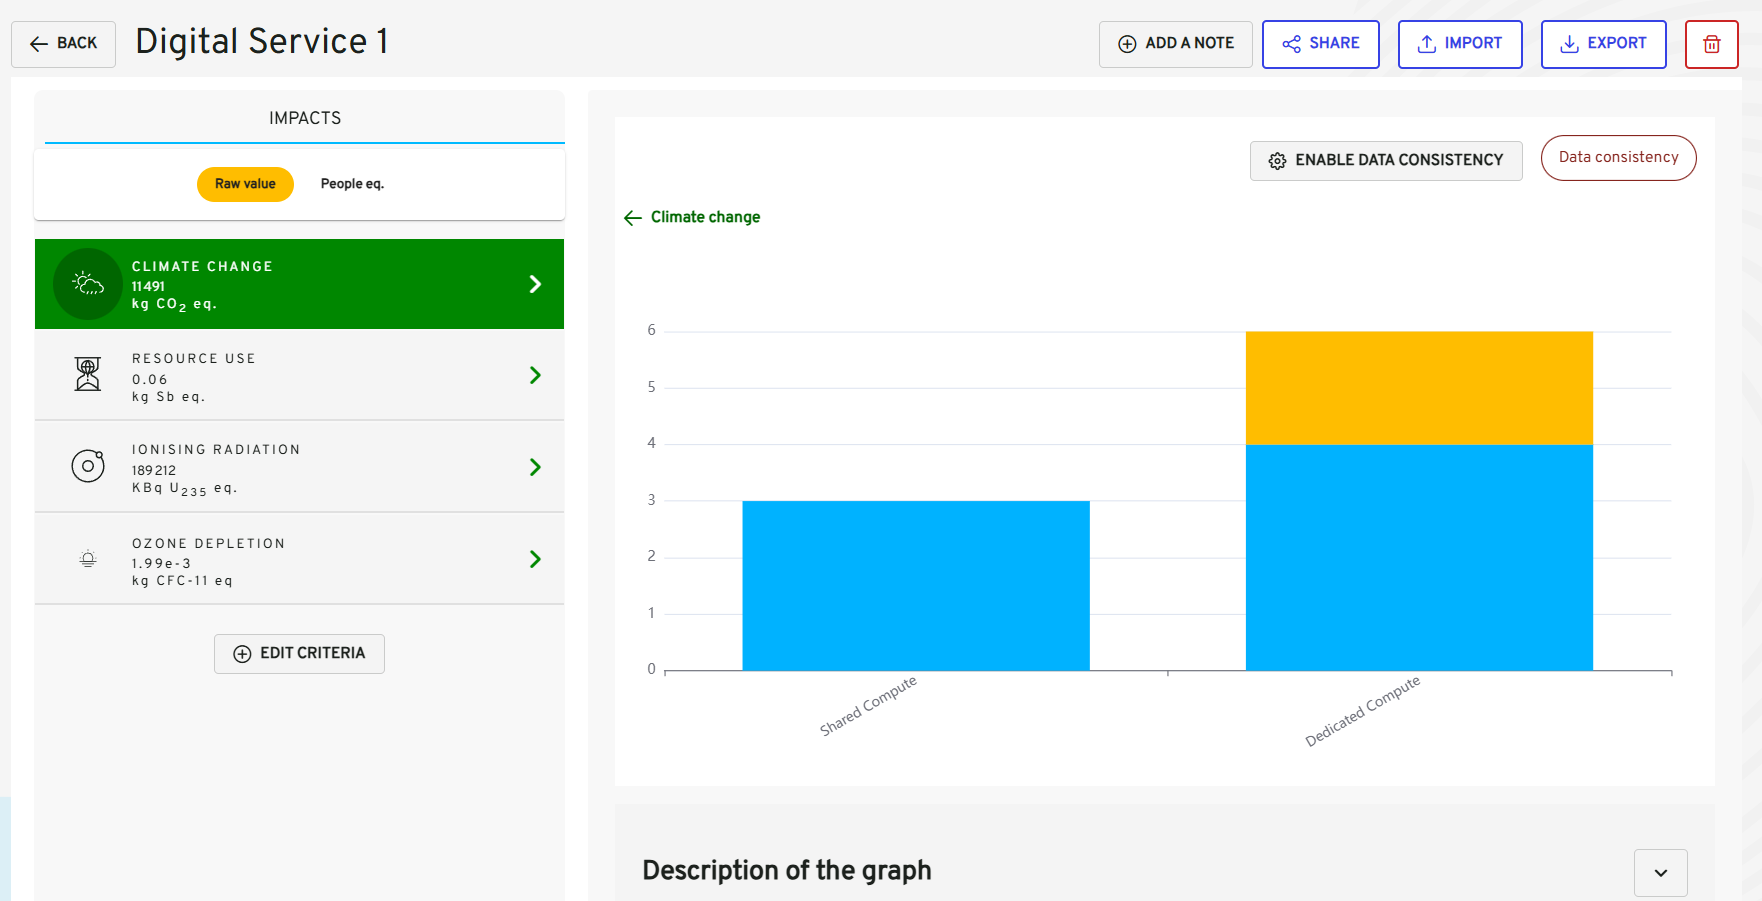 BACK
Digital Service 1
ADD A NOTE
SHARE
IMPORT
EXPORT
IMPACTS
Raw value
People eq.
CLIMATE CHANGE
11491
kg CO2 eq.
RESOURCE USE
0.06
kg Sb eq.
IONISING RADIATION
189212
KBq U235 eq.
OZONE DEPLETION
1.99e-3
kg CFC-11 eq
EDIT CRITERIA
ENABLE DATA CONSISTENCY
Data consistency
Climate change
6
5
4
3
2
1
0
Shared Compute
Dedicated Compute
Description of the graph